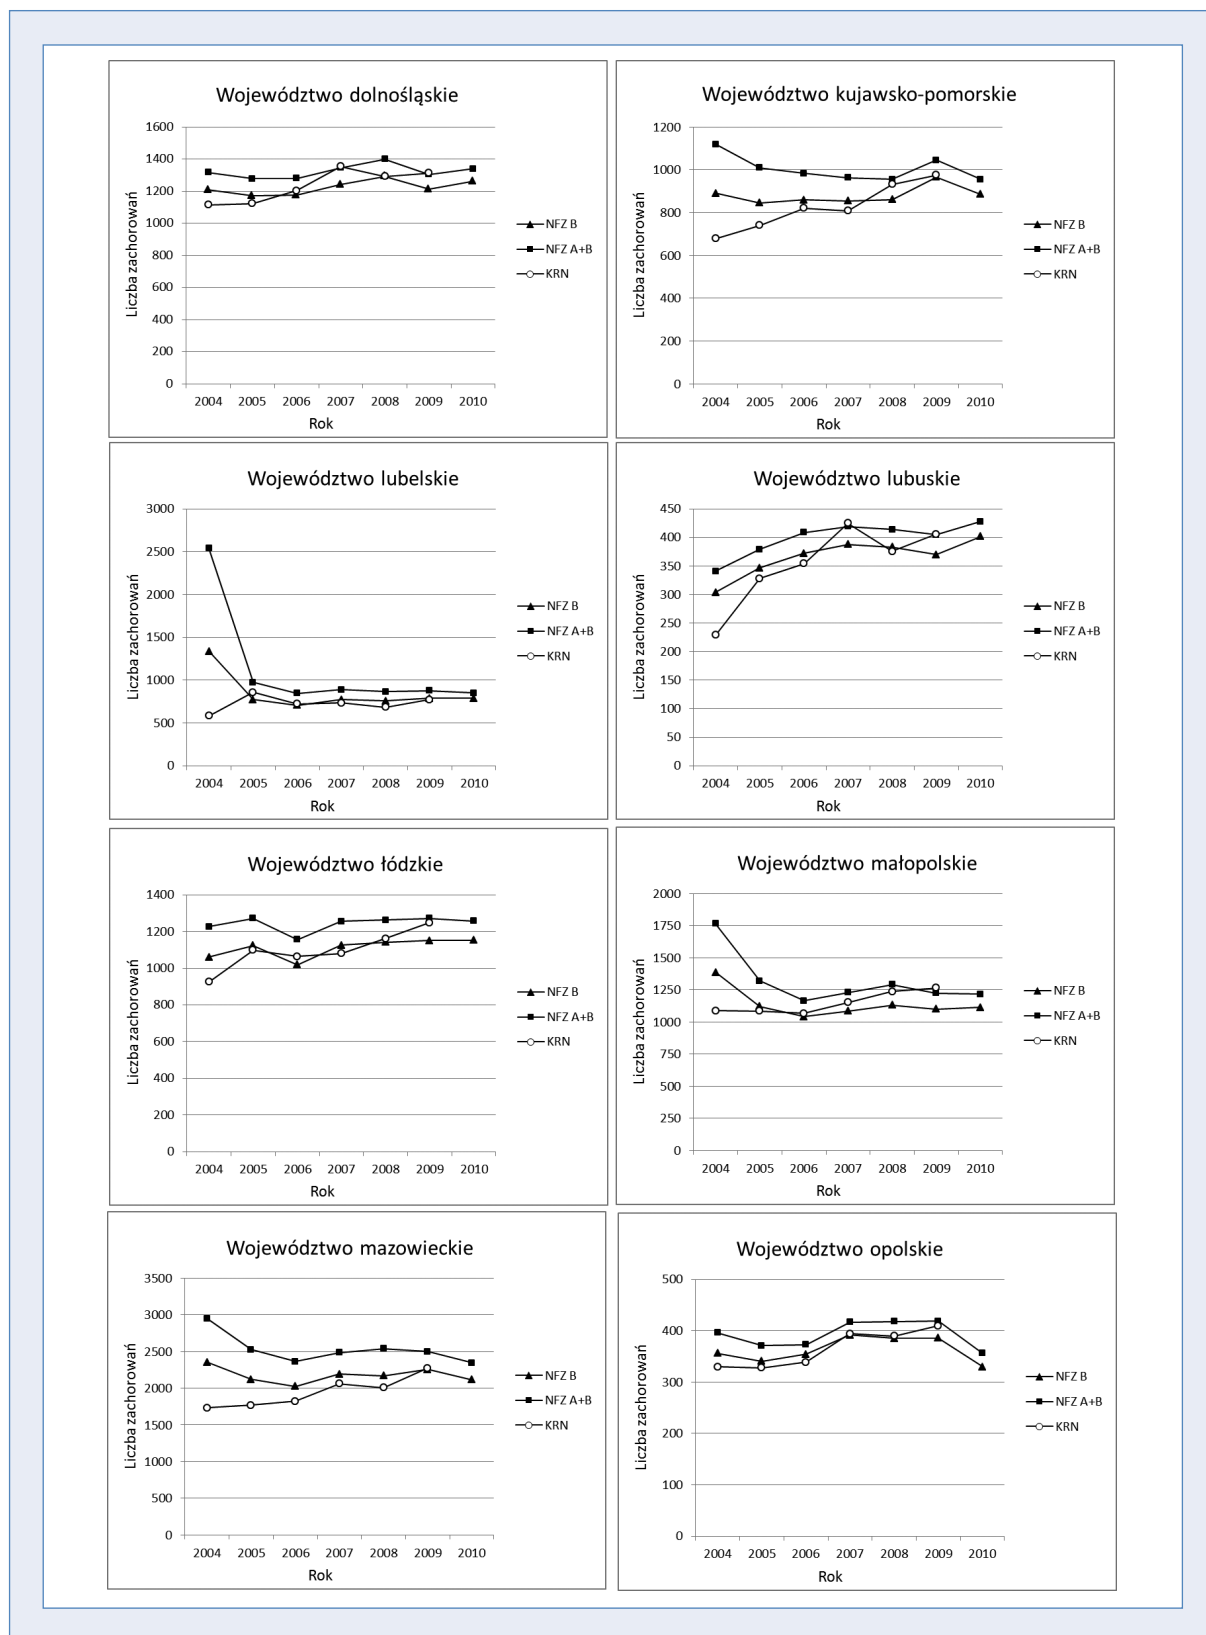 Województwo dolnośląskie
1600
1400
1200
1000
800
600
400
200
0
Liczba zachorowań
2004 2005 2006 2007 2008 2009 2010
Rok
NFZ B
NFZ A+B
KRN
Województwo kujawsko-pomorskie
1200
1000
800
600
400
200
0
Liczba zachorowań
2004 2005 2006 2007 2008 2009 2010
Rok
NFZ B
NFZ A+B
KRN
Województwo lubelskie
3000
2500
2000
1500
1000
500
0
Liczba zachorowań
2004 2005 2006 2007 2008 2009 2010
Rok
NFZ B
NFZ A+B
KRN
Województwo lubuskie
450
400
350
300
250
200
150
100
50
0
Liczba zachorowań
2004 2005 2006 2007 2008 2009 2010
Rok
NFZ B
NFZ A+B
KRN
Województwo łódzkie
1400
1200
1000
800
600
400
200
0
Liczba zachorowań
2004 2005 2006 2007 2008 2009 2010
Rok
NFZ B
NFZ A+B
KRN
Województwo małopolskie
2000
1750
1500
1250
1000
750
500
250
0
Liczba zachorowań
2004 2005 2006 2007 2008 2009 2010
Rok
NFZ B
NFZ A+B
KRN
Województwo mazowieckie
3500
3000
2500
2000
1500
1000
500
0
Liczba zachorowań
2004 2005 2006 2007 2008 2009 2010
Rok
NFZ B
NFZ A+B
KRN
Województwo opolskie
500
400
300
200
100
0
Liczba zachorowań
2004 2005 2006 2007 2008 2009 2010
Rok
NFZ B
NFZ A+B
KRN